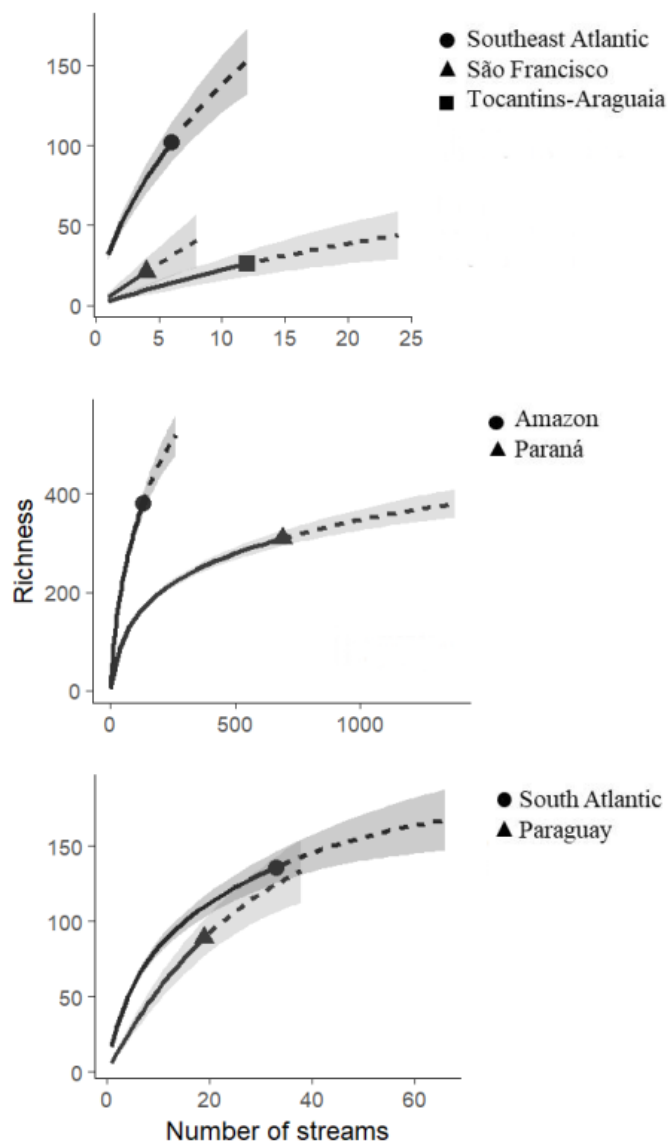 Southeast Atlantic
São Francisco
Tocantins-Araguaia
150
100
50
0
0 5 10 15 20 25
Amazon
Paraná
Richness
400
200
0
0 500 1000
South Atlantic
Paraguay
150
100
50
0
0 20 40 60
Number of streams